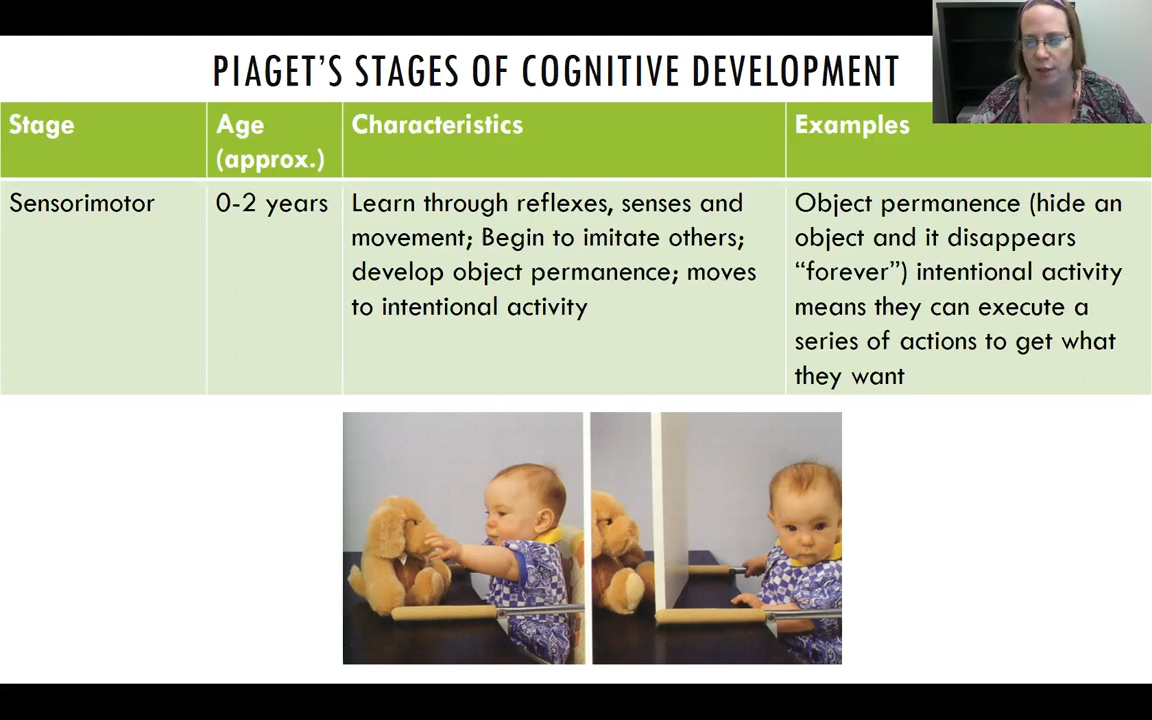 PIAGET'S STAGES OF COGNITIVE DEVELOPMENT
Stage
Age
(approx.)
Characteristics
Examples
Sensorimotor
0-2 years
Learn through reflexes, senses and
movement; Begin to imitate others;
develop object permanence; moves
to intentional activity
Object permanence (hide an
object and it disappears
“forever”) intentional activity
means they can execute a
series of actions to get what
they want